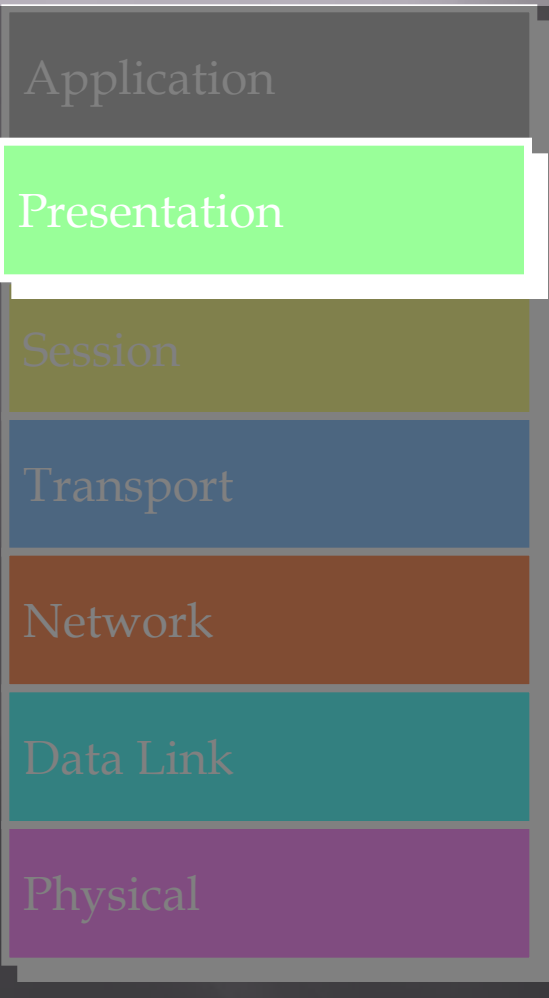 Application
Presentation
Session
Transport
Network
Data Link
Physical